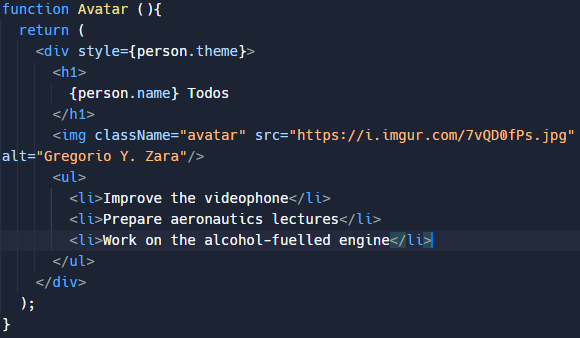 function Avatar (){
  return (
    <div style={person.theme}>
      <h1>
        {person.name} Todos
      </h1>
      <img className="avatar" src="https://i.imgur.com/7vQD0fPs.jpg"
alt="Gregorio Y. Zara"/>
      <ul>
        <li>Improve the videophone</li>
        <li>Prepare aeronautics lectures</li>
        <li>Work on the alcohol-fuelled engine</li>
      </ul>
    </div>
  );
}